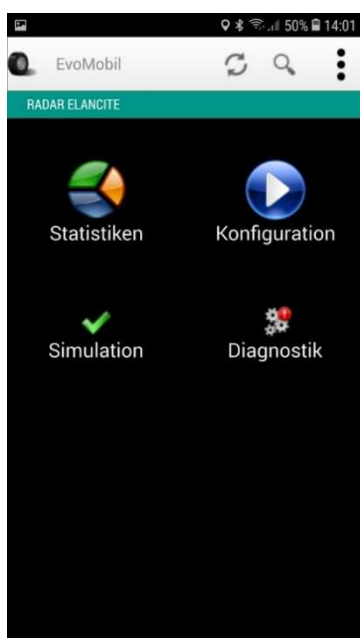 50% 14:01
EvoMobil
RADAR ELANCITE
Statistiken Konfiguration
Simulation Diagnostik